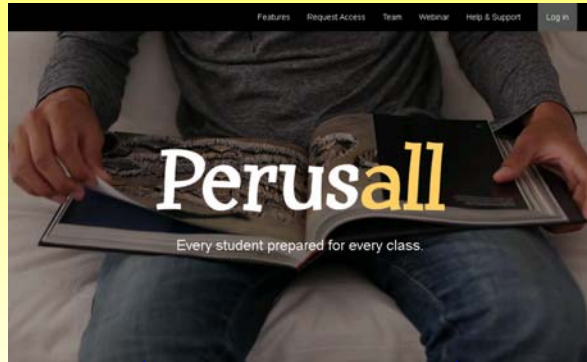 Features Request Access Team Webinar Help & Support Log in
Perusall
Every student prepared for every class.